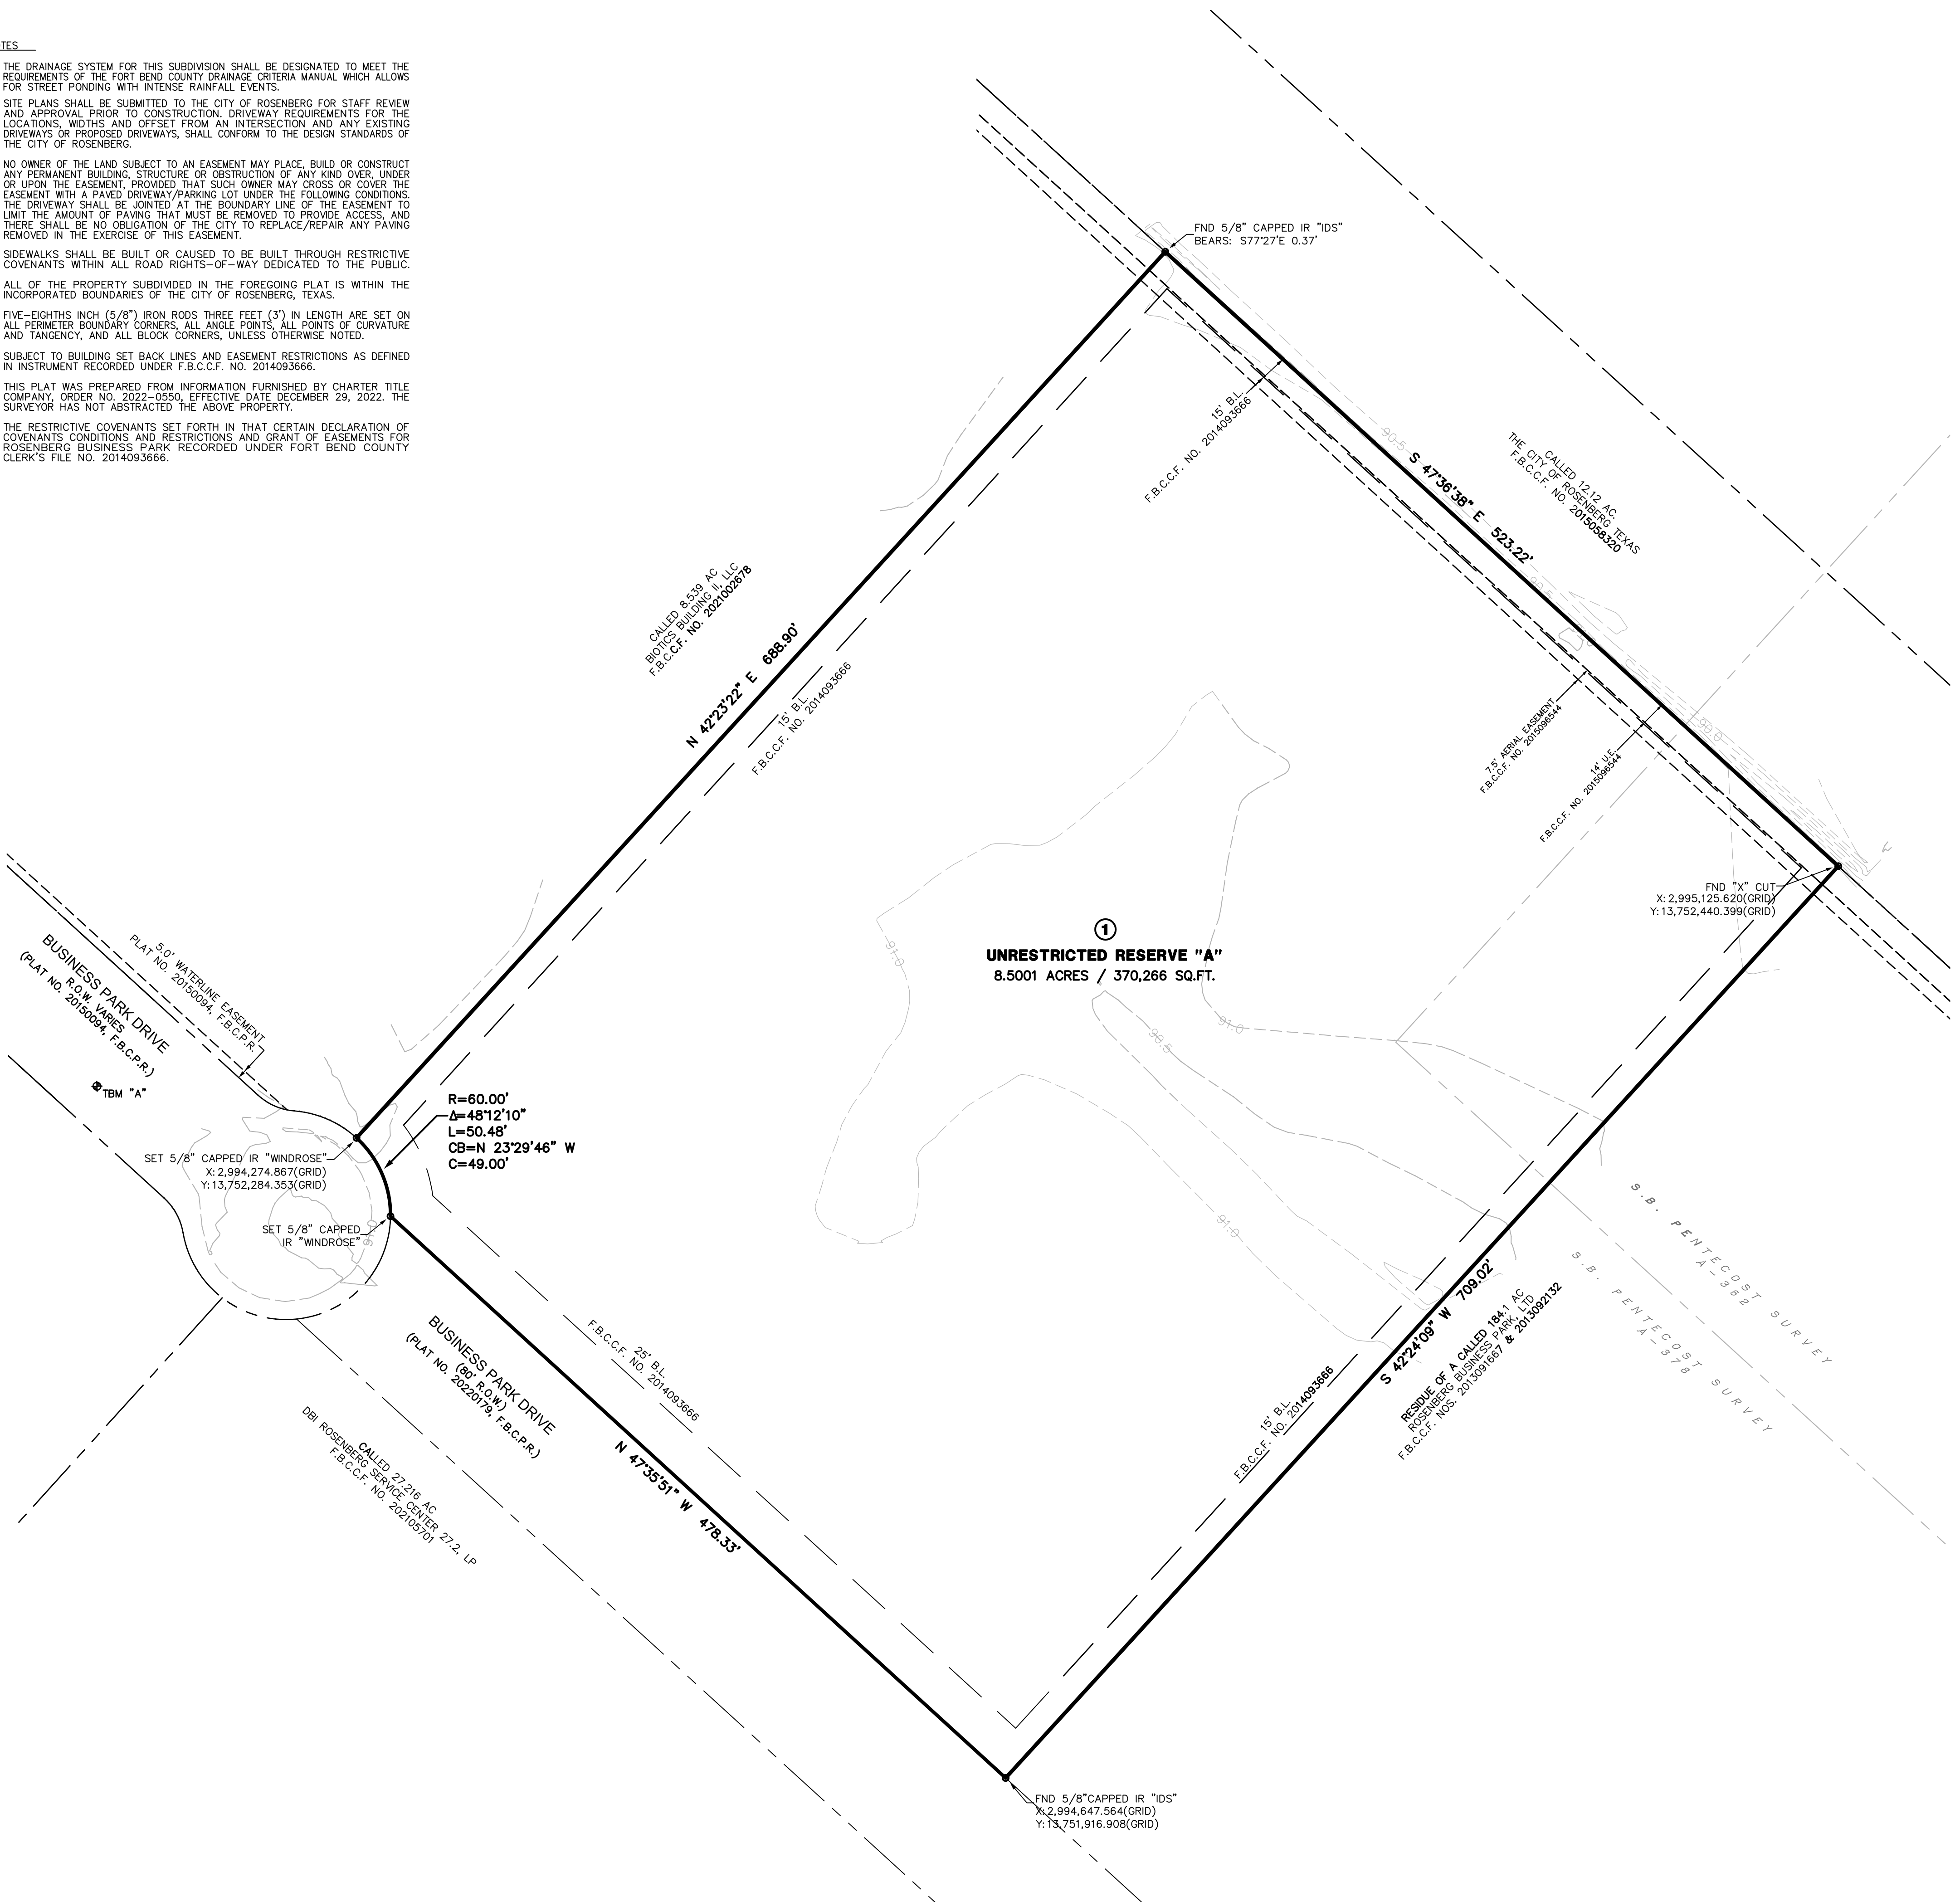 TES
THE DRAINAGE SYSTEM FOR THIS SUBDIVISION SHALL BE DESIGNATED TO MEET THE
REQUIREMENTS OF THE FORT BEND COUNTY DRAINAGE CRITERIA MANUAL WHICH ALLOWS
FOR STREET PONDING WITH INTENSE RAINFALL EVENTS.
SITE PLANS SHALL BE SUBMITTED TO THE CITY OF ROSENBERG FOR STAFF REVIEW
AND APPROVAL PRIOR TO CONSTRUCTION. DRIVEWAY REQUIREMENTS FOR THE
LOCATIONS, WIDTHS AND OFFSET FROM AN INTERSECTION AND ANY EXISTING
DRIVEWAYS OR PROPOSED DRIVEWAYS, SHALL CONFORM TO THE DESIGN STANDARDS OF
THE CITY OF ROSENBERG.
NO OWNER OF THE LAND SUBJECT TO AN EASEMENT MAY PLACE, BUILD OR CONSTRUCT
ANY PERMANENT BUILDING, STRUCTURE OR OBSTRUCTION OF ANY KIND OVER, UNDER
OR UPON THE EASEMENT, PROVIDED THAT SUCH OWNER MAY CROSS OR COVER THE
EASEMENT WITH A PAVED DRIVEWAY/PARKING LOT UNDER THE FOLLOWING CONDITIONS.
THE DRIVEWAY SHALL BE JOINTED AT THE BOUNDARY LINE OF THE EASEMENT TO
LIMIT THE AMOUNT OF PAVING THAT MUST BE REMOVED TO PROVIDE ACCESS, AND
THERE SHALL BE NO OBLIGATION OF THE CITY TO REPLACE/REPAIR ANY PAVING
REMOVED IN THE EXERCISE OF THIS EASEMENT.
SIDEWALKS SHALL BE BUILT OR CAUSED TO BE BUILT THROUGH RESTRICTIVE
COVENANTS WITHIN ALL ROAD RIGHTS-OF-WAY DEDICATED TO THE PUBLIC.
ALL OF THE PROPERTY SUBDIVIDED IN THE FOREGOING PLAT IS WITHIN THE
INCORPORATED BOUNDARIES OF THE CITY OF ROSENBERG, TEXAS.
FIVE-EIGHTHS INCH (5/8") IRON RODS THREE FEET (3') IN LENGTH ARE SET ON
ALL PERIMETER BOUNDARY CORNERS, ALL ANGLE POINTS, ALL POINTS OF CURVATURE
AND TANGENCY, AND ALL BLOCK CORNERS, UNLESS OTHERWISE NOTED.
SUBJECT TO BUILDING SET BACK LINES AND EASEMENT RESTRICTIONS AS DEFINED
IN INSTRUMENT RECORDED UNDER F.B.C.C.F. NO. 2014093666.
THIS PLAT WAS PREPARED FROM INFORMATION FURNISHED BY CHARTER TITLE
COMPANY, ORDER NO. 2022-0550, EFFECTIVE DATE DECEMBER 29, 2022. THE
SURVEYOR HAS NOT ABSTRACTED THE ABOVE PROPERTY.
THE RESTRICTIVE COVENANTS SET FORTH IN THAT CERTAIN DECLARATION OF
COVENANTS CONDITIONS AND RESTRICTIONS AND GRANT OF EASEMENTS FOR
ROSENBERG BUSINESS PARK RECORDED UNDER FORT BEND COUNTY
CLERK'S FILE NO. 2014093666.
FND 5/8" CAPPED IR "IDS"
BEARS: S77°27'E 0.37'
15' B.L.
F.B.C.C.F. NO. 2014093666
90.5
S 47°36'38" E 523.22'
CALLED 12.12 AC.
THE CITY OF ROSENBERG TEXAS
F.B.C.C.F. NO. 2015058320
90.5
CALLED 8.539 AC
BIOTICS BUILDING II, LLC
F.B.C.C.F. NO. 2021002678
N 42°23'22" E 688.90'
15' B.L.
F.B.C.C.F. NO. 2014093666
7.5' AERIAL EASEMENT
F.B.C.C.F. NO. 2015096544
14' U.E.
F.B.C.C.F. NO. 2015096544
90.0
FND "X" CUT
X: 2,995,125.620(GRID)
Y: 13,752,440.399(GRID)
1
UNRESTRICTED RESERVE "A"
8.5001 ACRES / 370,266 SQ.FT.
91.0
91.0
90.5
91.0
5.0' WATERLINE EASEMENT
PLAT NO. 20150094, F.B.C.P.R.
BUSINESS PARK DRIVE
R.O.W. VARIES
(PLAT NO. 20150094, F.B.C.P.R.)
TBM "A"
R=60.00'
Δ=48°12'10"
L=50.48'
CB=N 23°29'46" W
C=49.00'
SET 5/8" CAPPED IR "WINDROSE"
X: 2,994,274.867(GRID)
Y: 13,752,284.353(GRID)
SET 5/8" CAPPED
IR "WINDROSE"
91.0
BUSINESS PARK DRIVE
(80' R.O.W.)
(PLAT NO. 20220179, F.B.C.P.R.)
25' B.L.
F.B.C.C.F. NO. 2014093666
N 47°35'51" W 478.33'
CALLED 27.216 AC
DBI ROSENBERG SERVICE CENTER 27.2, LP
F.B.C.C.F. NO. 202105701
15' B.L.
F.B.C.C.F. NO. 2014093666
S 42°24'09" W 709.02'
RESIDUE OF A CALLED 184.1 AC
ROSENBERG BUSINESS PARK, LTD
F.B.C.C.F. NOS. 2013091667 & 2013092132
S.B. PENTECOST SURVEY
A-362
S.B. PENTECOST SURVEY
A-378
FND 5/8"CAPPED IR "IDS"
X: 2,994,647.564(GRID)
Y: 13,751,916.908(GRID)